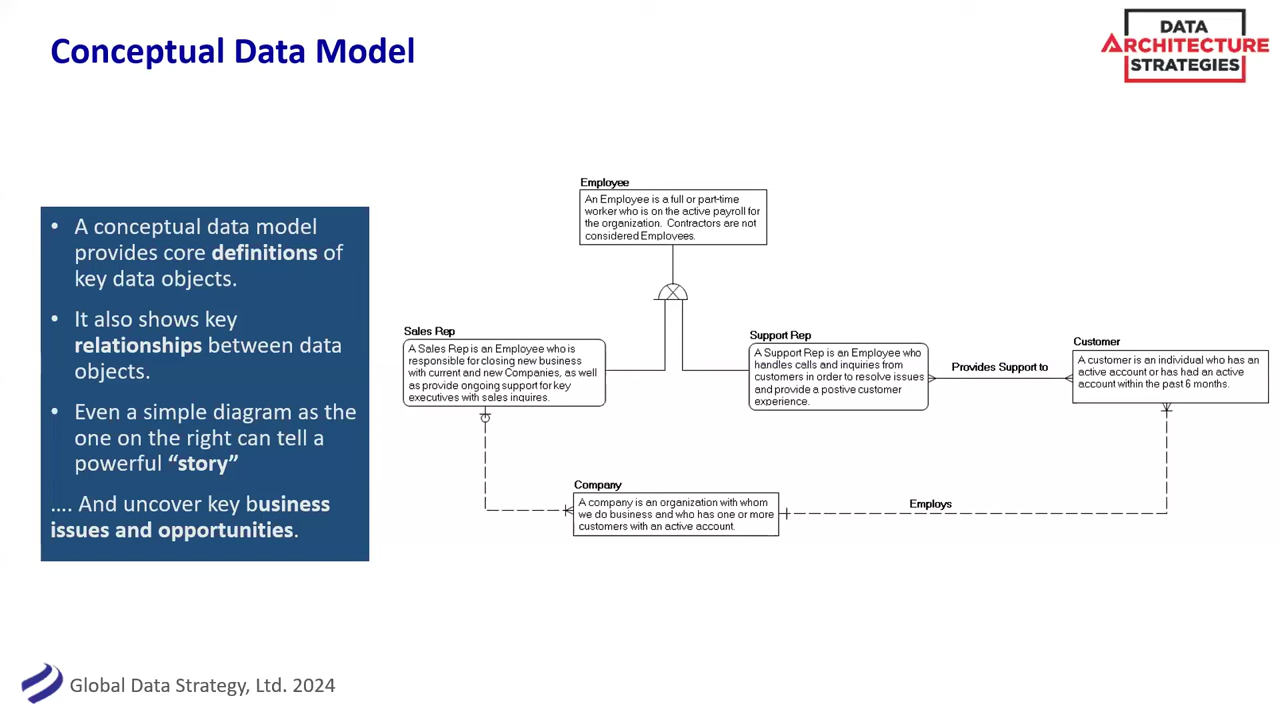 Conceptual Data Model
DATA
ARCHITECTURE
STRATEGIES
• A conceptual data model
provides core definitions of
key data objects.
• It also shows key
relationships between data
objects.
• Even a simple diagram as the
one on the right can tell a
powerful “story”
…. And uncover key business
issues and opportunities.
Employee
An Employee is a full or part-time
worker who is on the active payroll for
the organization. Contractors are not
considered Employees.
Sales Rep
A Sales Rep is an Employee who is
responsible for closing new business
with current and new Companies, as well
as provide ongoing support for key
executives with sales inquires.
Support Rep
A Support Rep is an Employee who
handles calls and inquiries from
customers in order to resolve issues
and provide a postive customer
experience.
Provides Support to
Customer
A customer is an individual who has an
active account or has had an active
account within the past 6 months.
Company
A company is an organization with whom
we do business and who has one or more
customers with an active account.
Employs
Global Data Strategy, Ltd. 2024